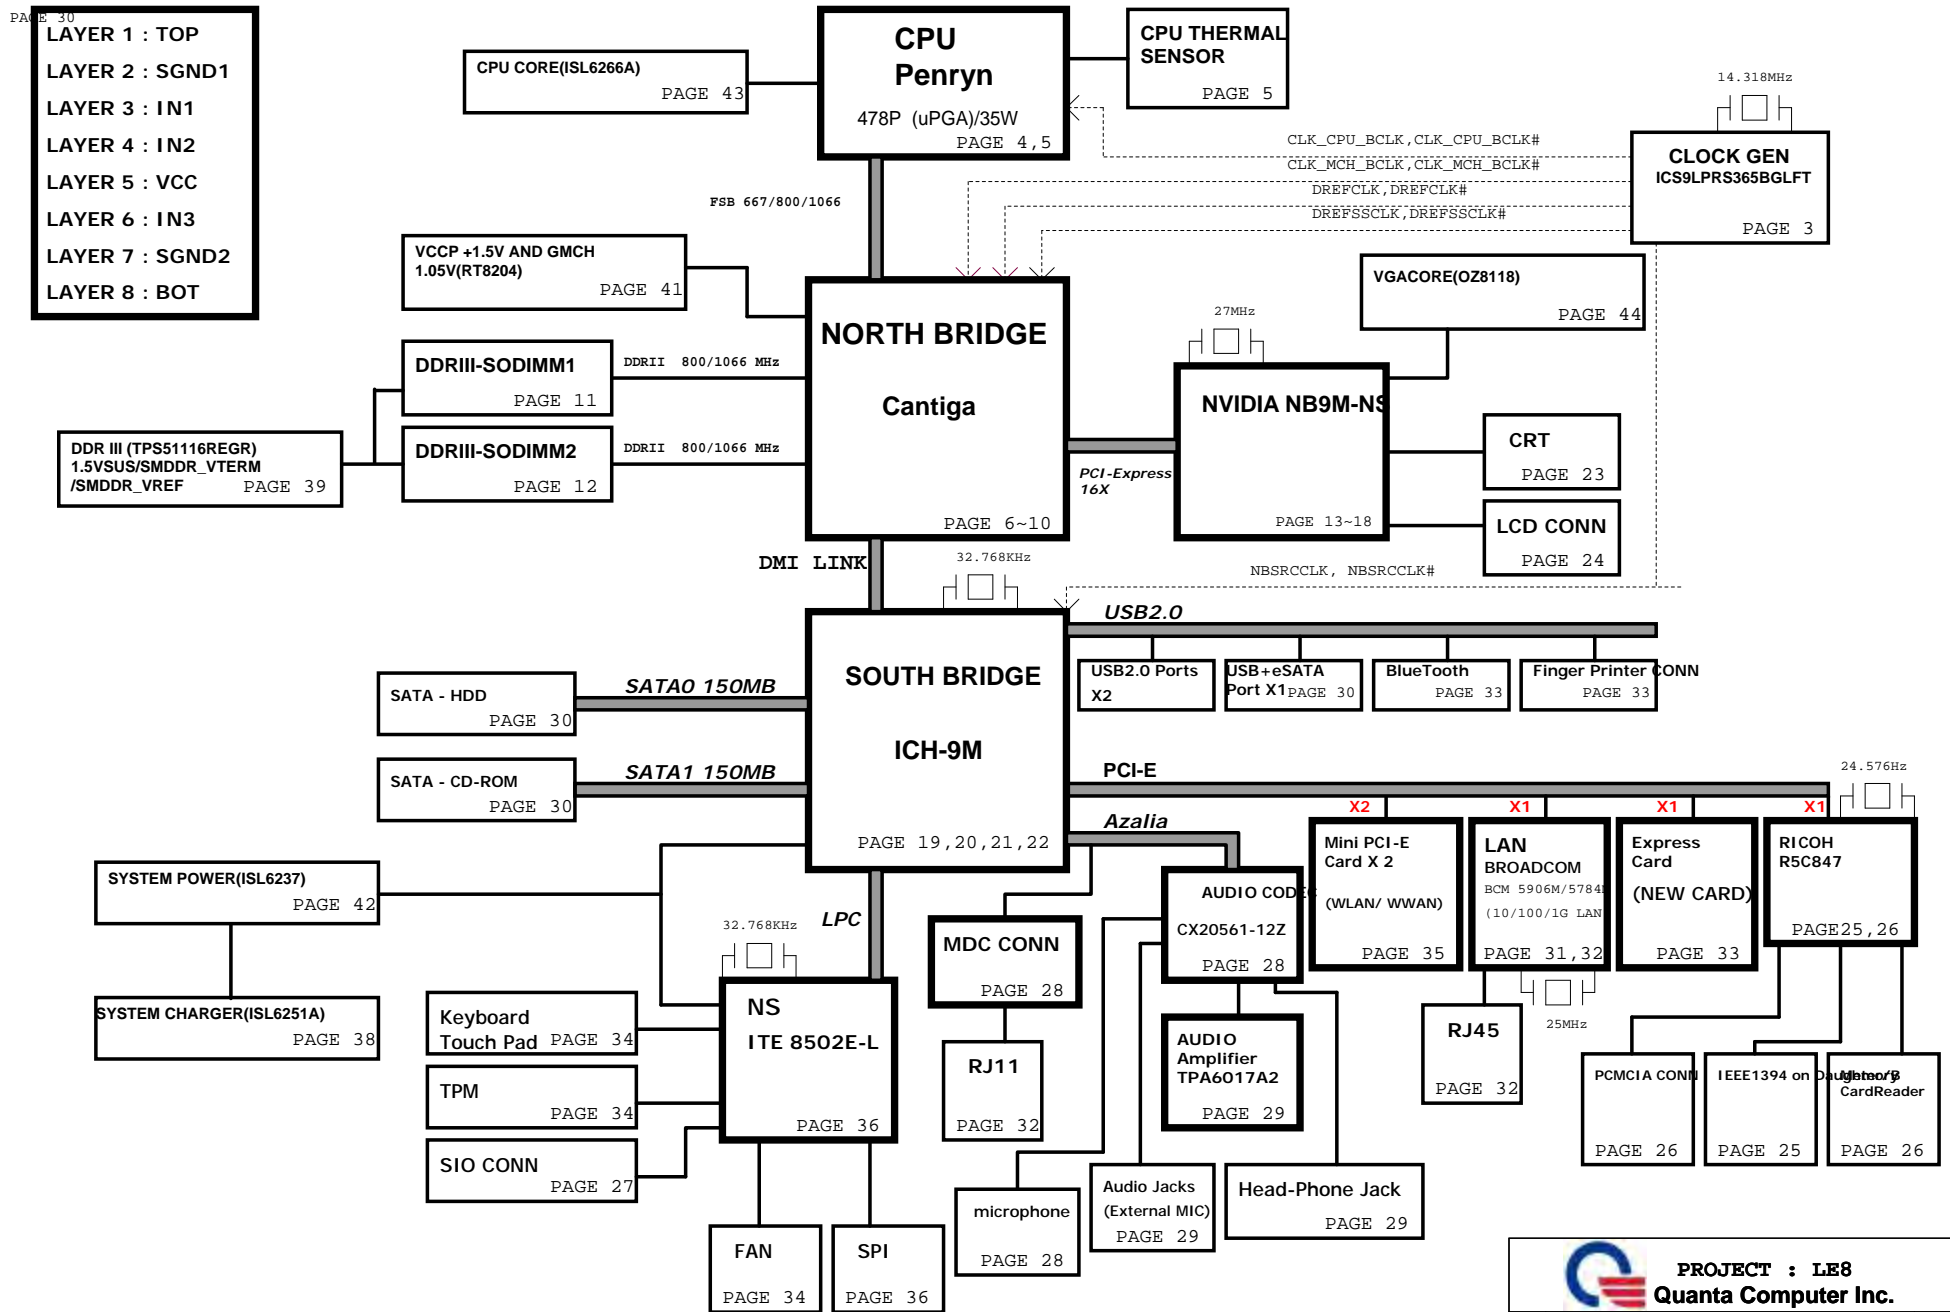 PAGE 30
LAYER 1 : TOP
LAYER 2 : SGND1
LAYER 3 : IN1
LAYER 4 : IN2
LAYER 5 : VCC
LAYER 6 : IN3
LAYER 7 : SGND2
LAYER 8 : BOT
CPU CORE(ISL6266A)
PAGE 43
CPU
Penryn
478P (uPGA)/35W
PAGE 4,5
CPU THERMAL
SENSOR
PAGE 5
14.318MHz
CLOCK GEN
ICS9LPRS365BGLFT
PAGE 3
CLK_CPU_BCLK,CLK_CPU_BCLK#
CLK_MCH_BCLK,CLK_MCH_BCLK#
DREFCLK,DREFCLK#
DREFSSCLK,DREFSSCLK#
FSB 667/800/1066
VCCP +1.5V AND GMCH
1.05V(RT8204)
PAGE 41
NORTH BRIDGE
Cantiga
PAGE 6~10
DDRIII-SODIMM1
PAGE 11
DDRII 800/1066 MHz
DDRIII-SODIMM2
PAGE 12
DDRII 800/1066 MHz
DDR III (TPS51116REGR)
1.5VSUS/SMDDR_VTERM
/SMDDR_VREF PAGE 39
PCI-Express
16X
27MHz
NVIDIA NB9M-NS
PAGE 13~18
VGACORE(OZ8118)
PAGE 44
CRT
PAGE 23
LCD CONN
PAGE 24
DMI LINK
32.768KHz
NBSRCCLK, NBSRCCLK#
SOUTH BRIDGE
ICH-9M
PAGE 19,20,21,22
USB2.0
USB2.0 Ports
X2
USB+eSATA
Port X1 PAGE 30
BlueTooth
PAGE 33
Finger Printer CONN
PAGE 33
SATA - HDD
PAGE 30
SATA0 150MB
SATA - CD-ROM
PAGE 30
SATA1 150MB
PCI-E
X2
X1
X1
X1
24.576Hz
Azalia
Mini PCI-E
Card X 2
(WLAN/ WWAN)
PAGE 35
LAN
BROADCOM
BCM 5906M/5784M
(10/100/1G LAN
PAGE 31,32
25MHz
Express
Card
(NEW CARD)
PAGE 33
RICOH
R5C847
PAGE25,26
SYSTEM POWER(ISL6237)
PAGE 42
SYSTEM CHARGER(ISL6251A)
PAGE 38
LPC
32.768KHz
NS
ITE 8502E-L
PAGE 36
Keyboard
Touch Pad PAGE 34
TPM
PAGE 34
SIO CONN
PAGE 27
FAN
PAGE 34
SPI
PAGE 36
MDC CONN
PAGE 28
RJ11
PAGE 32
AUDIO CODEC
CX20561-12Z
PAGE 28
AUDIO
Amplifier
TPA6017A2
PAGE 29
microphone
PAGE 28
Audio Jacks
(External MIC)
PAGE 29
Head-Phone Jack
PAGE 29
RJ45
PAGE 32
PCMCIA CONN
PAGE 26
IEEE1394 on Daughter/B
PAGE 25
Memory
CardReader
PAGE 26
PROJECT : LE8
Quanta Computer Inc.